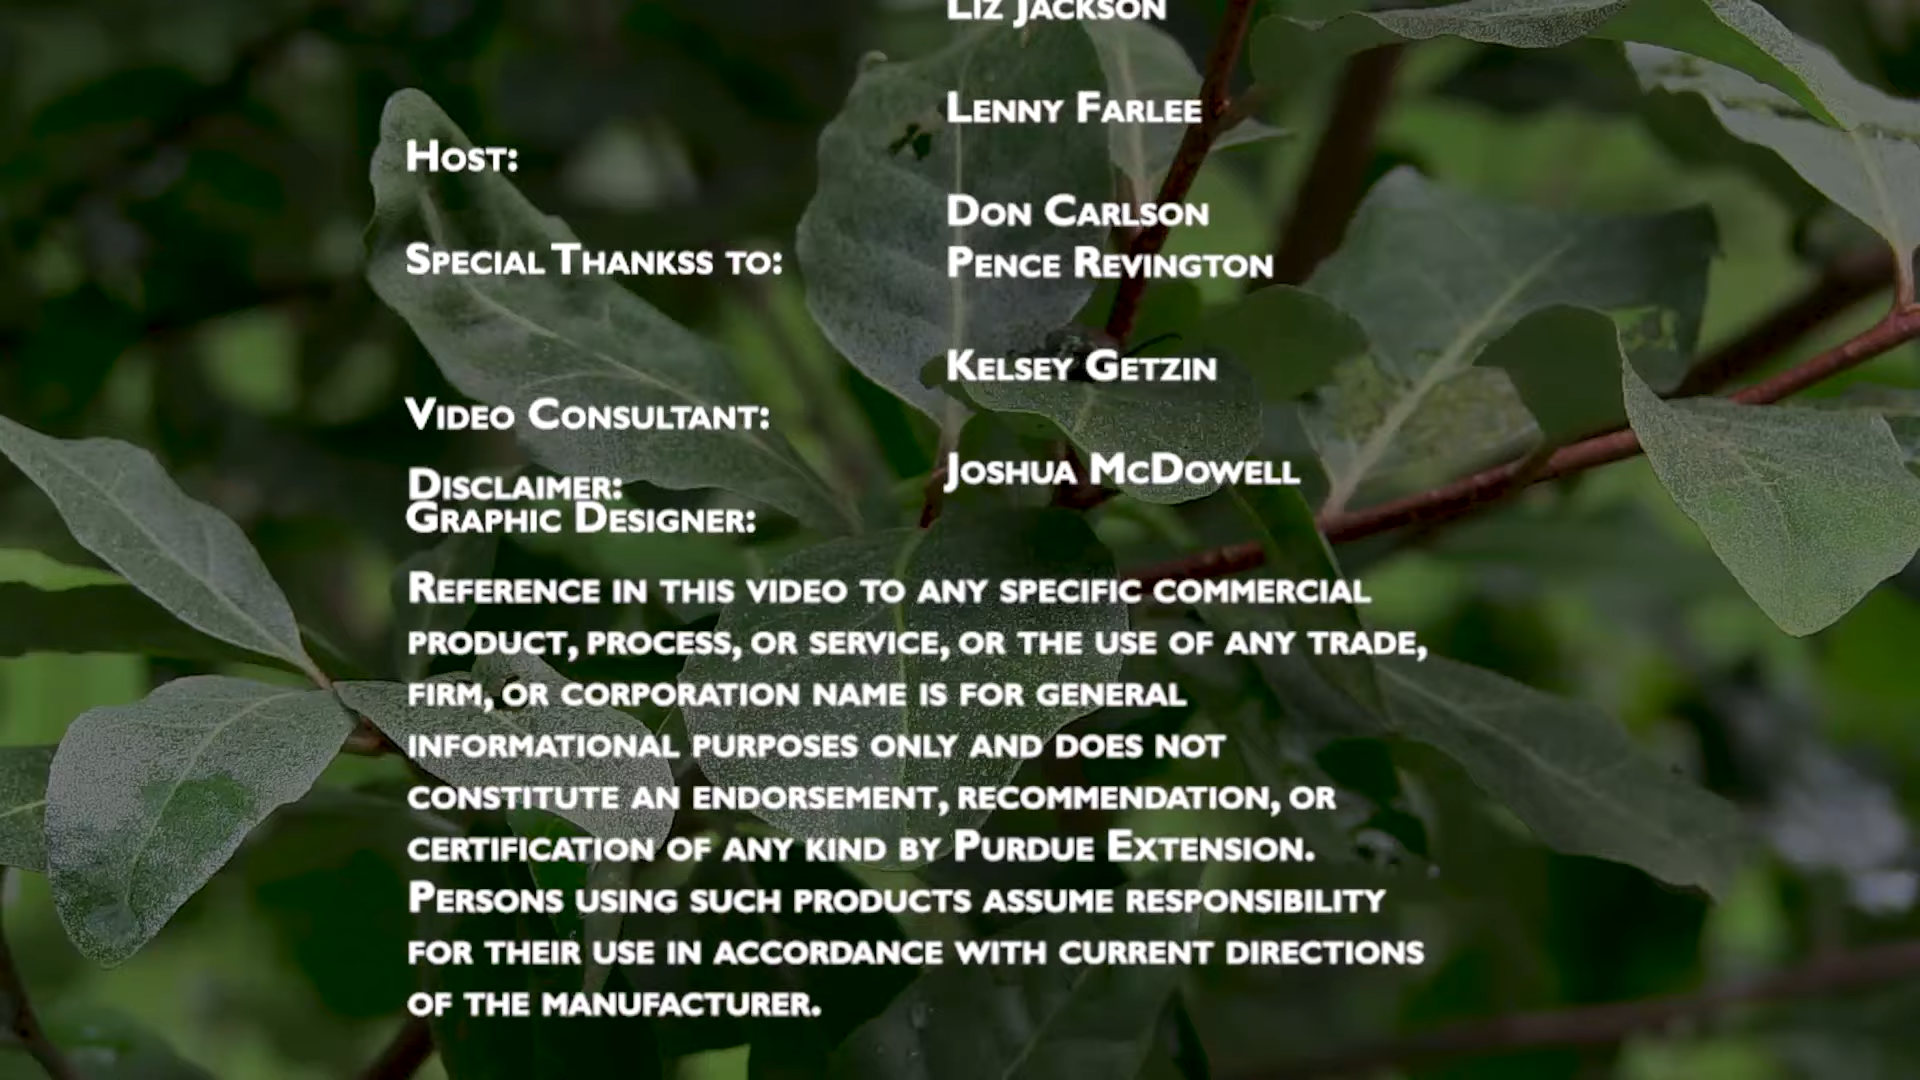 Liz Jackson
Lenny Farlee
Host:
Don Carlson
Special Thankss to:
Pence Revington
Kelsey Getzin
Video Consultant:
Joshua McDowell
Disclaimer:
Graphic Designer:
Reference in this video to any specific commercial
product, process, or service, or the use of any trade,
firm, or corporation name is for general
informational purposes only and does not
constitute an endorsement, recommendation, or
certification of any kind by Purdue Extension.
Persons using such products assume responsibility
for their use in accordance with current directions
of the manufacturer.